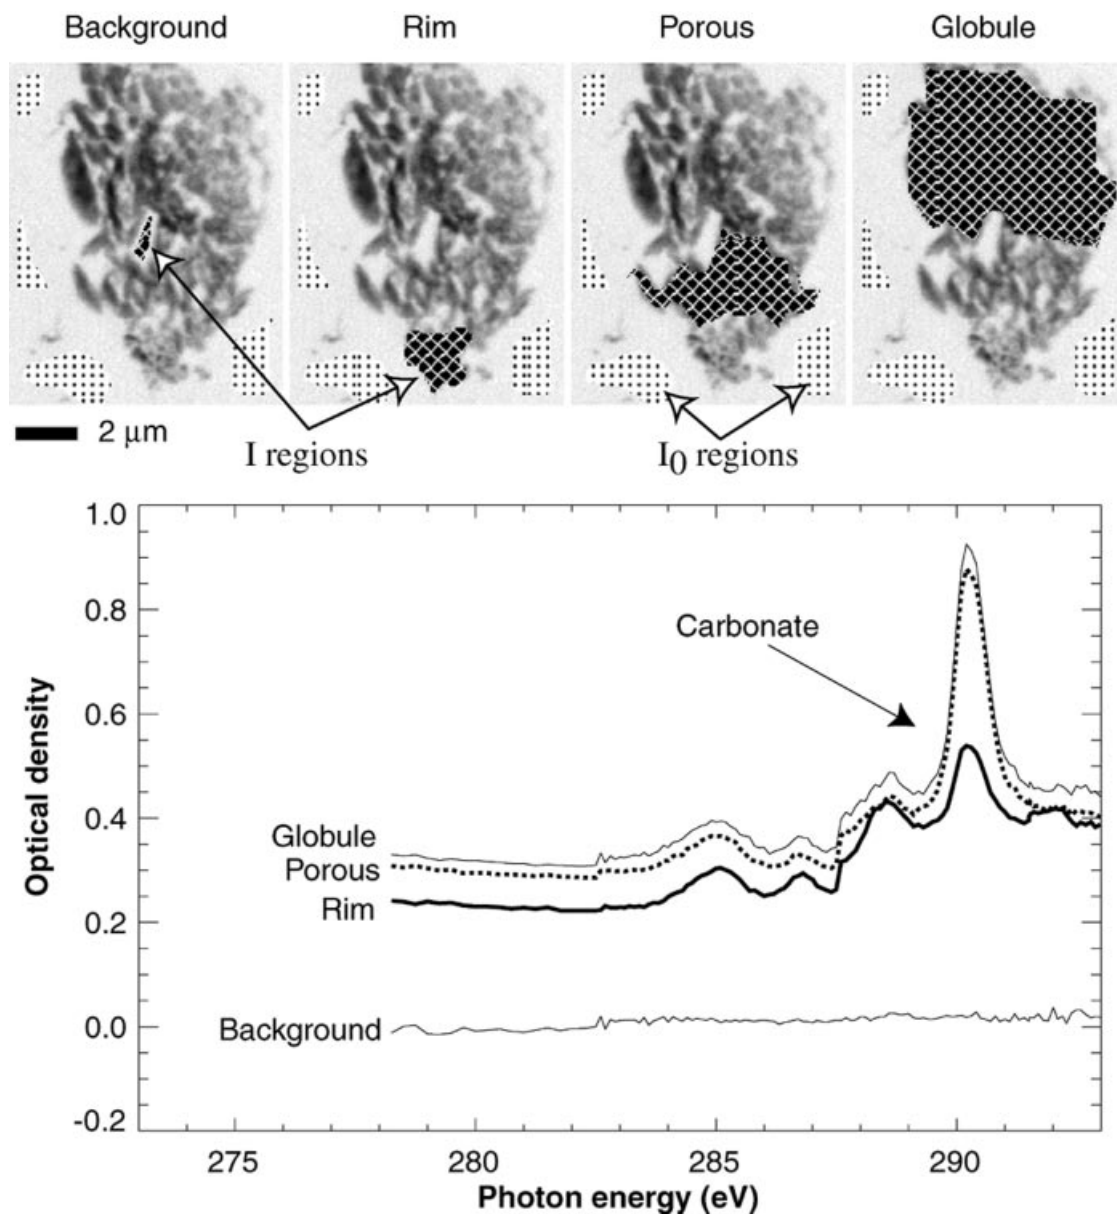 Background Rim Porous Globule
2 μm
I regions
I0 regions
1.0
0.8
0.6
0.4
0.2
0.0
-0.2
Optical density
Carbonate
Globule
Porous
Rim
Background
275 280 285 290
Photon energy (eV)